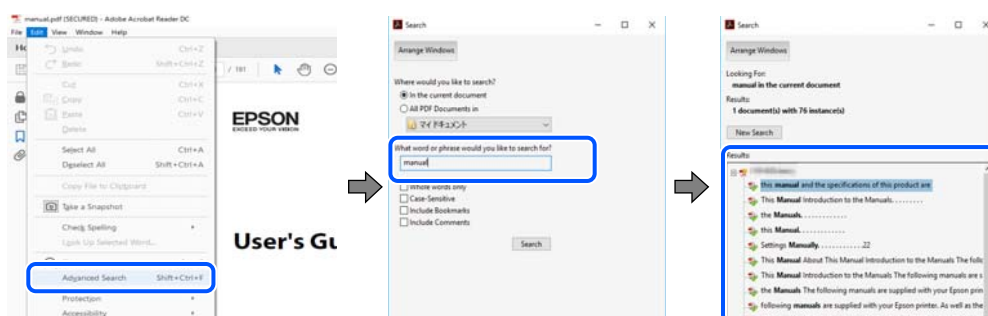 manual.pdf (SECURED) - Adobe Acrobat Reader DC
File Edit View Window Help
Undo Ctrl+Z
Redo Shift+Ctrl+Z
Cut Ctrl+X
Copy Ctrl+C
Paste Ctrl+V
Delete
Select All Ctrl+A
Deselect All Shift+Ctrl+A
Copy File to Clipboard
Take a Snapshot
Check Spelling
Look Up Selected Word...
Advanced Search Shift+Ctrl+F
Protection
Accessibility
/ 191
EPSON
EXCEED YOUR VISION
User's Gu
Search
Arrange Windows
Where would you like to search?
In the current document
All PDF Documents in
マイドキュメント
What word or phrase would you like to search for?
manual
Whole words only
Case-Sensitive
Include Bookmarks
Include Comments
Search
Search
Arrange Windows
Looking For:
manual in the current document
Results:
1 document(s) with 76 instance(s)
New Search
Results:
this manual and the specifications of this product are
This Manual Introduction to the Manuals. . . . . . . . .
the Manuals. . . . . . . . . . . . .
this Manual. . . . . . . . . . . . .
Settings Manually. . . . . . . . . . . . .22
This Manual About This Manual Introduction to the Manuals The follo
This Manual Introduction to the Manuals The following manuals are s
the Manuals The following manuals are supplied with your Epson prin
following manuals are supplied with your Epson printer. As well as the